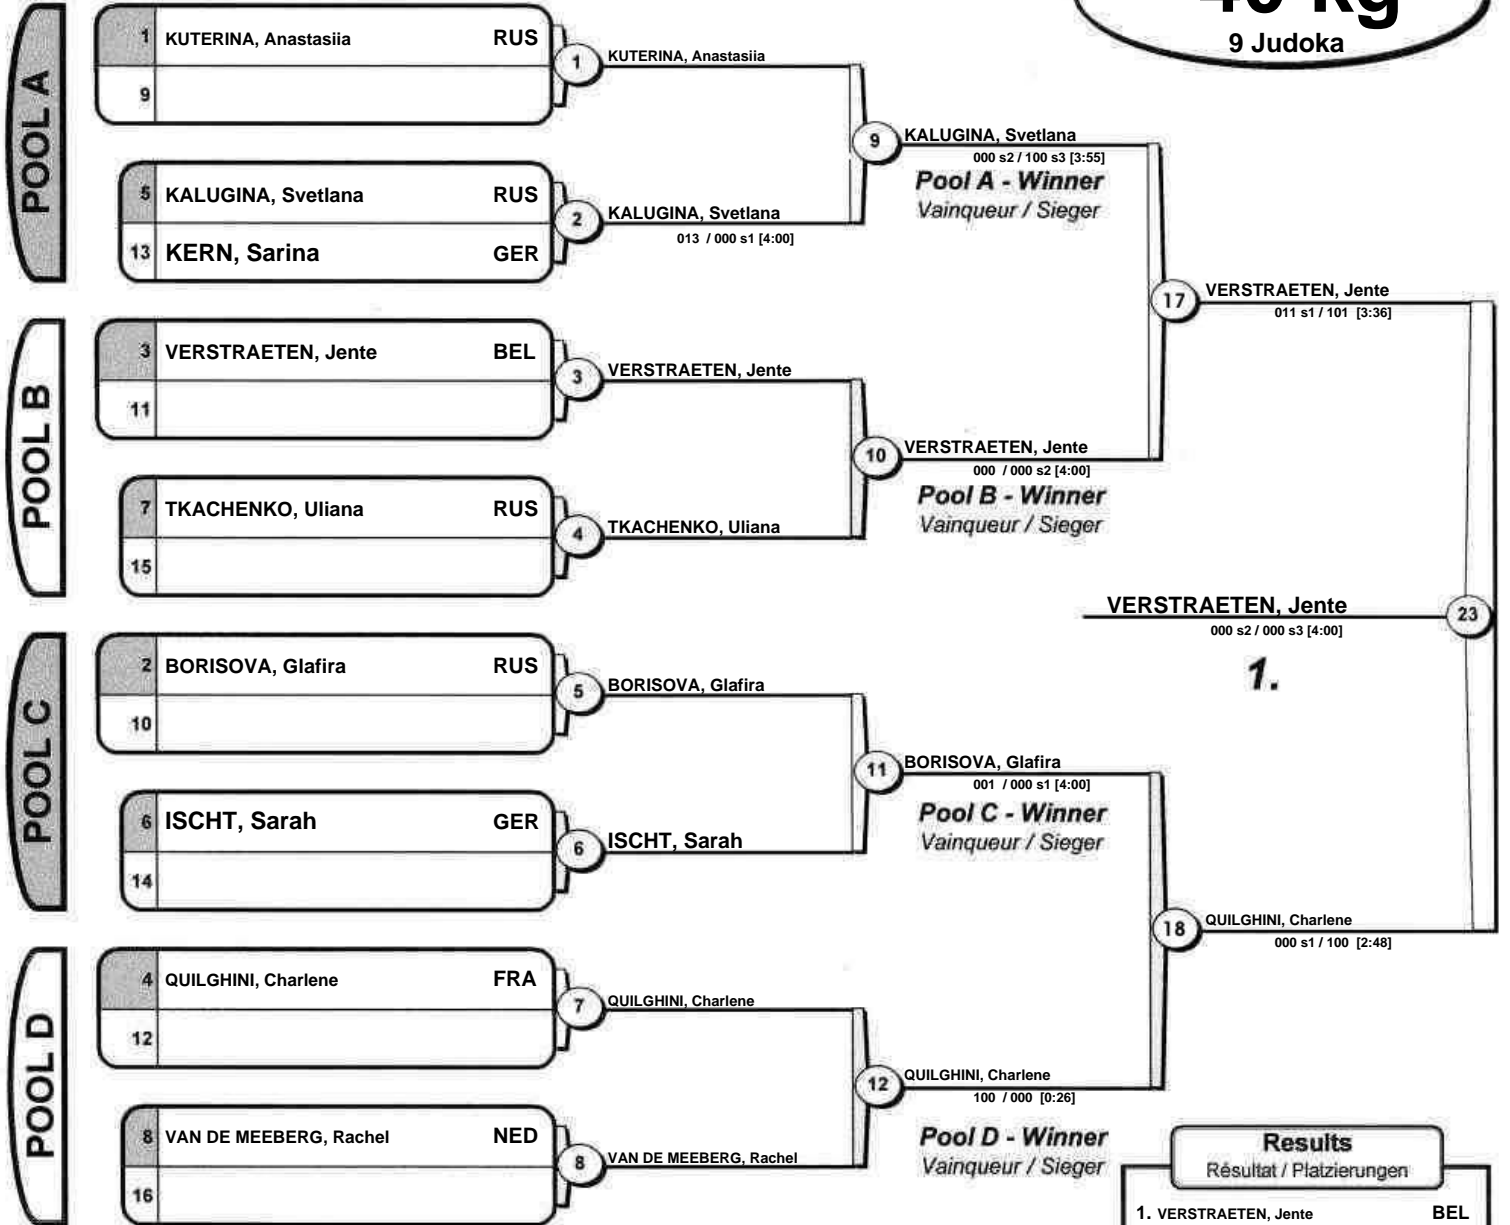 9 Judoka
POOL A
1 KUTERINA, Anastasiia RUS
9
1 KUTERINA, Anastasiia
5 KALUGINA, Svetlana RUS
13 KERN, Sarina GER
2 KALUGINA, Svetlana
013 / 000 s1 [4:00]
9 KALUGINA, Svetlana
000 s2 / 100 s3 [3:55]
Pool A - Winner
Vainqueur / Sieger
POOL B
3 VERSTRAETEN, Jente BEL
11
3 VERSTRAETEN, Jente
7 TKACHENKO, Uliana RUS
15
4 TKACHENKO, Uliana
10 VERSTRAETEN, Jente
000 / 000 s2 [4:00]
Pool B - Winner
Vainqueur / Sieger
17 VERSTRAETEN, Jente
011 s1 / 101 [3:36]
VERSTRAETEN, Jente 23
000 s2 / 000 s3 [4:00]
1.
POOL C
2 BORISOVA, Glafira RUS
10
5 BORISOVA, Glafira
6 ISCHT, Sarah GER
14
6 ISCHT, Sarah
11 BORISOVA, Glafira
001 / 000 s1 [4:00]
Pool C - Winner
Vainqueur / Sieger
18 QUILGHINI, Charlene
000 s1 / 100 [2:48]
POOL D
4 QUILGHINI, Charlene FRA
12
7 QUILGHINI, Charlene
8 VAN DE MEEBERG, Rachel NED
16
8 VAN DE MEEBERG, Rachel
12 QUILGHINI, Charlene
100 / 000 [0:26]
Pool D - Winner
Vainqueur / Sieger
Results
Résultat / Platzierungen
1. VERSTRAETEN, Jente BEL